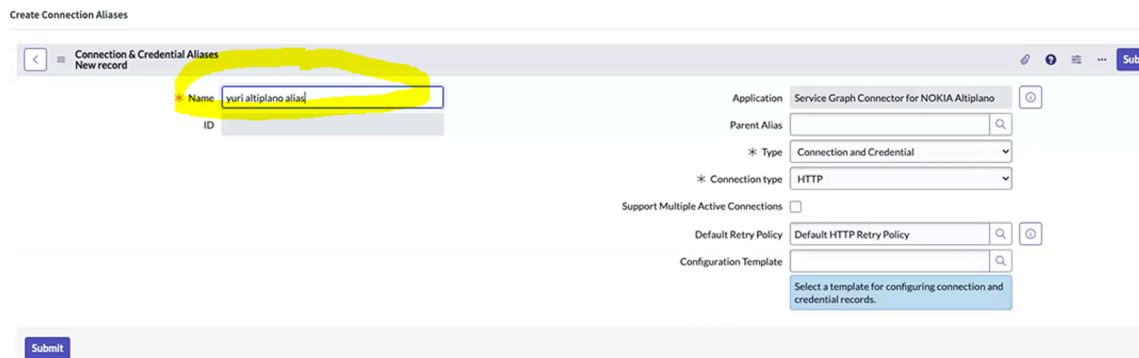 Create Connection Aliases
Connection & Credential Aliases
New record
Name yuri altiplano alias
ID
Application Service Graph Connector for NOKIA Altiplano
Parent Alias
Type Connection and Credential
Connection type HTTP
Support Multiple Active Connections
Default Retry Policy Default HTTP Retry Policy
Configuration Template
Select a template for configuring connection and
credential records.
Submit